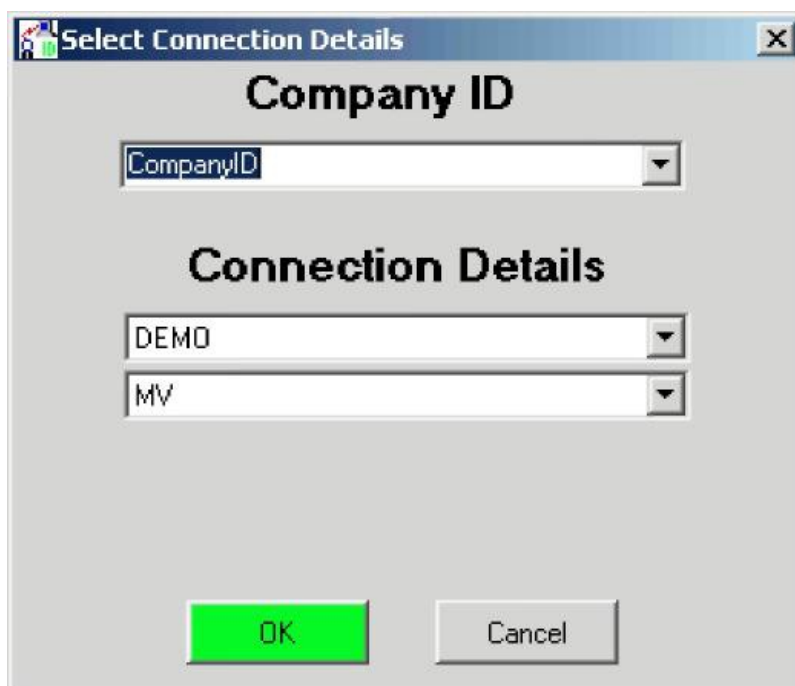 Select Connection Details
Company ID
CompanyID
Connection Details
DEMO
MV
OK
Cancel